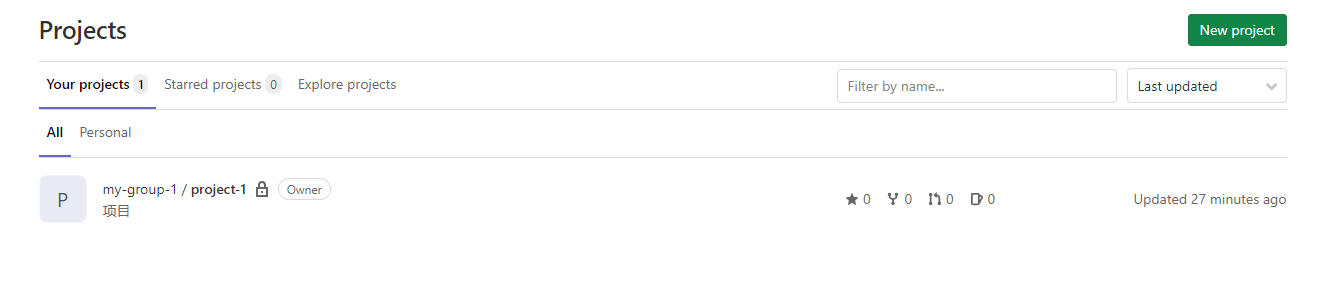 Projects
New project
Your projects 1 Starred projects 0 Explore projects
Filter by name...
Last updated
All Personal
P
my-group-1 / project-1 Owner
项目
0 0 0 0
Updated 27 minutes ago